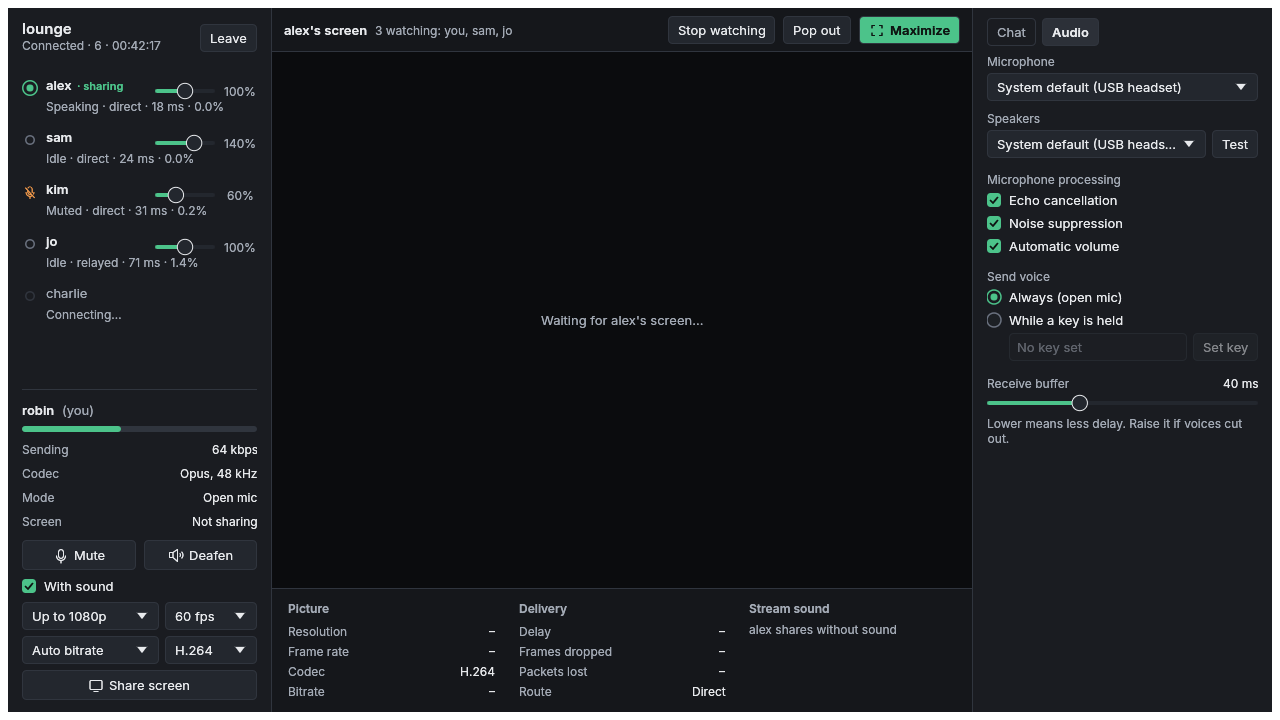 lounge
Connected · 6 · 00:42:17
Leave
alex · sharing
100%
Speaking · direct · 18 ms · 0.0%
sam
140%
Idle · direct · 24 ms · 0.0%
kim
60%
Muted · direct · 31 ms · 0.2%
jo
100%
Idle · relayed · 71 ms · 1.4%
charlie
Connecting...
robin (you)
Sending 64 kbps
Codec Opus, 48 kHz
Mode Open mic
Screen Not sharing
Mute Deafen
With sound
Up to 1080p 60 fps
Auto bitrate H.264
Share screen
alex's screen 3 watching: you, sam, jo
Stop watching Pop out Maximize
Waiting for alex's screen...
Picture
Resolution –
Frame rate –
Codec H.264
Bitrate –
Delivery
Delay –
Frames dropped –
Packets lost –
Route Direct
Stream sound
alex shares without sound
Chat Audio
Microphone
System default (USB headset)
Speakers
System default (USB heads... Test
Microphone processing
Echo cancellation
Noise suppression
Automatic volume
Send voice
Always (open mic)
While a key is held
No key set Set key
Receive buffer 40 ms
Lower means less delay. Raise it if voices cut
out.